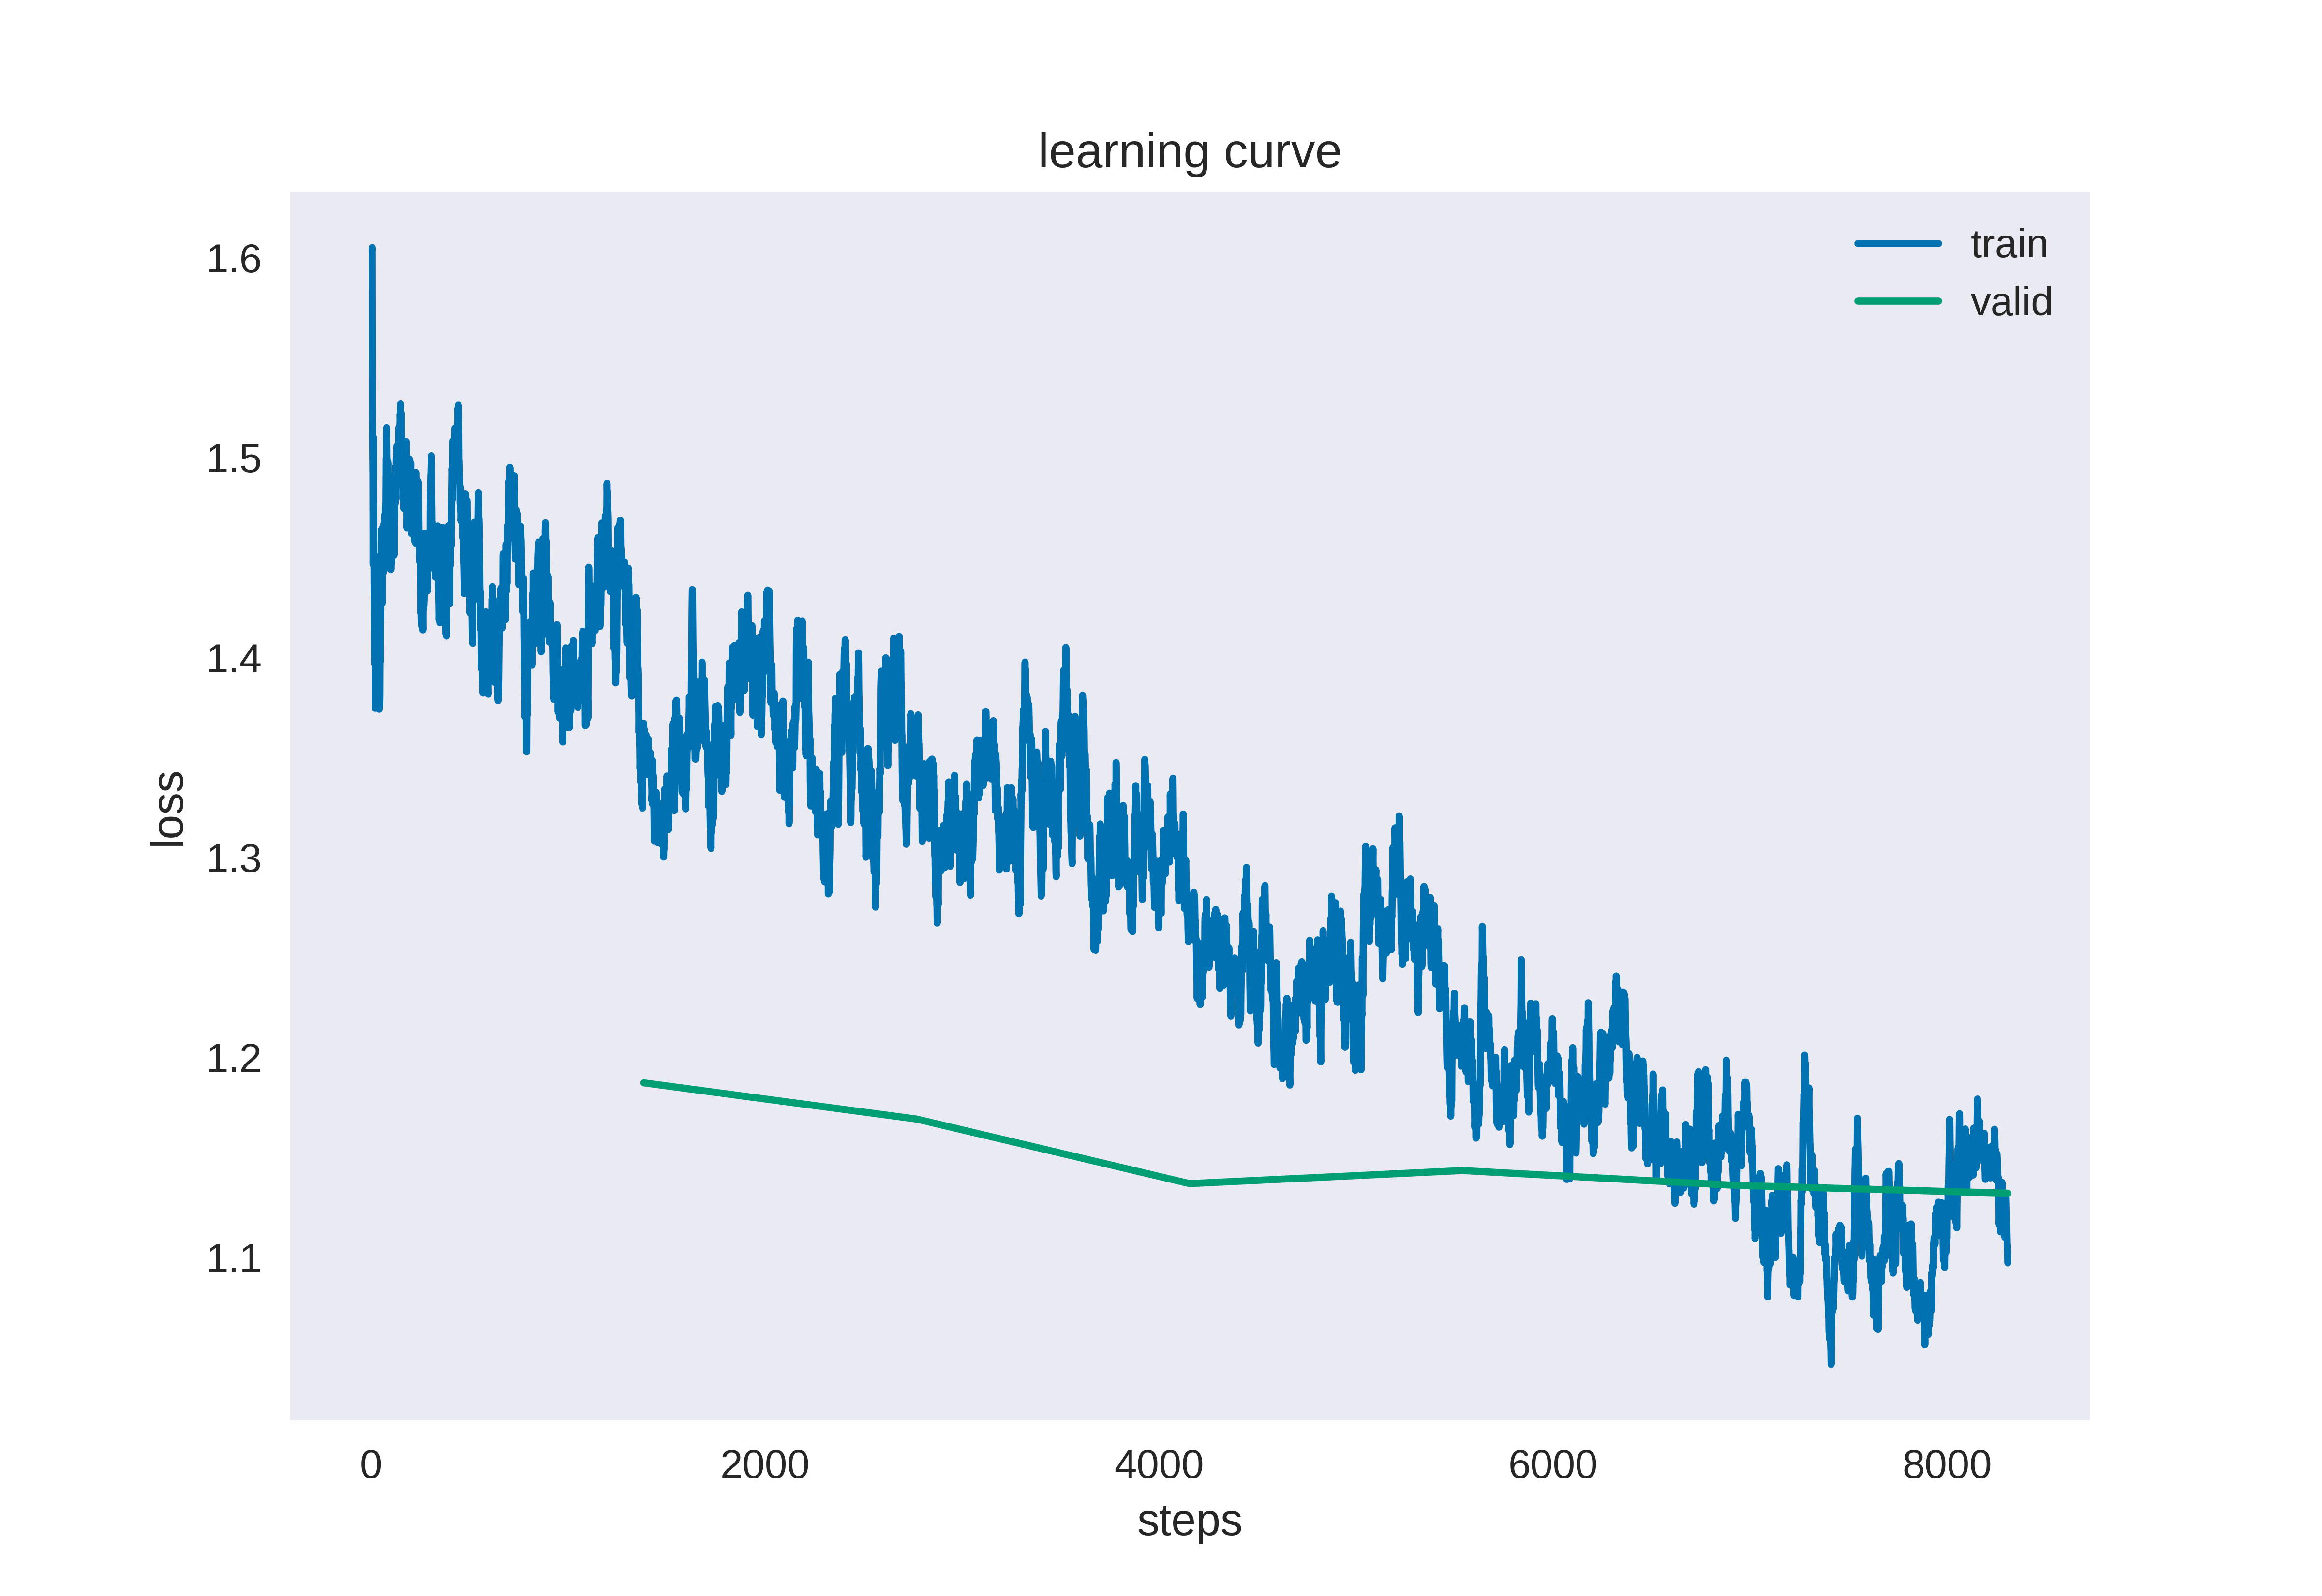 learning curve
train
valid
1.6
1.5
1.4
1.3
1.2
1.1
loss
0 2000 4000 6000 8000
steps